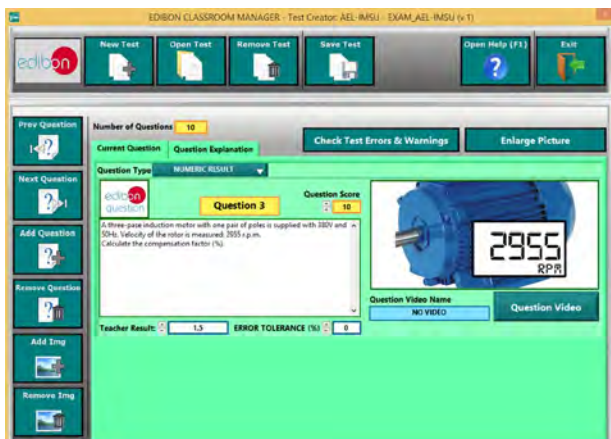 EDIBON CLASSROOM MANAGER - Test Creator: AEL-IMSU - EXAM_AEL-IMSU (v 1)
edibon
New Test
Open Test
Remove Test
Save Test
Open Help (F1)
Exit
Prev Question
Next Question
Add Question
Remove Question
Add Img
Remove Img
Number of Questions 10
Check Test Errors & Warnings
Enlarge Picture
Current Question
Question Explanation
Question Type
NUMERIC RESULT
edibon
question
Question 3
Question Score
10
A three-pase induction motor with one pair of poles is supplied with 380V and
50Hz. Velocity of the rotor is measured: 2955 r.p.m.
Calculate the compensation factor (%).
2955
RPM
Question Video Name
NO VIDEO
Question Video
Teacher Result: 1,5 ERROR TOLERANCE (%) 0